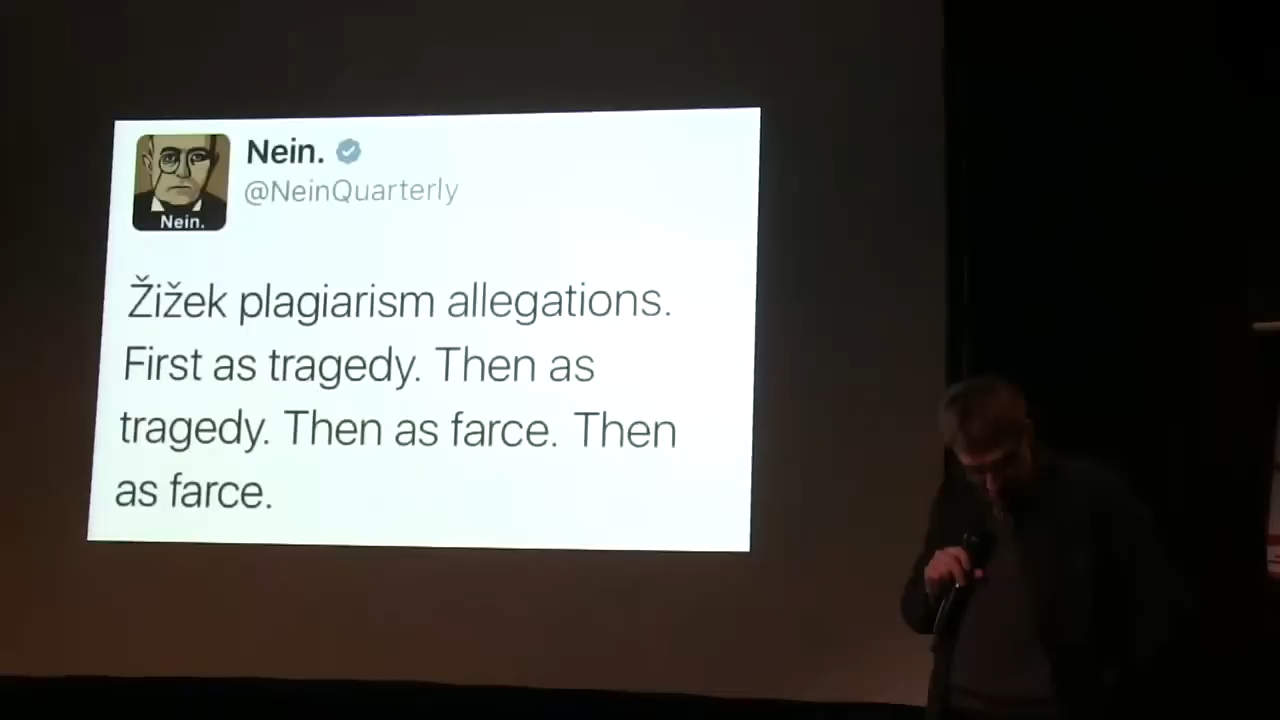 Nein.
@NeinQuarterly
Nein.
Žižek plagiarism allegations.
First as tragedy. Then as
tragedy. Then as farce. Then
as farce.